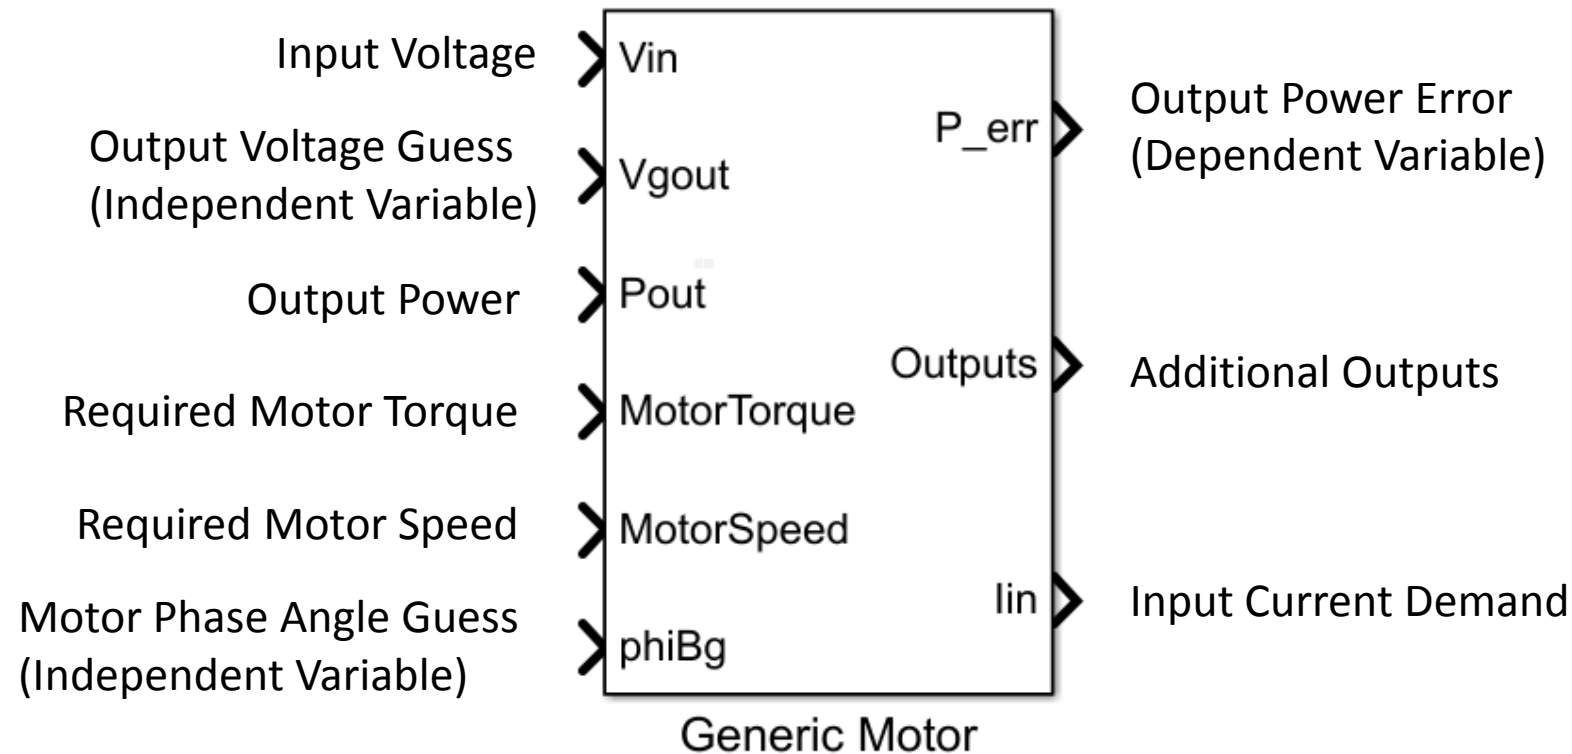 Input Voltage
Vin
Output Voltage Guess
(Independent Variable)
Vgout
Output Power
Pout
Required Motor Torque
MotorTorque
Required Motor Speed
MotorSpeed
Motor Phase Angle Guess
(Independent Variable)
phiBg
P_err
Output Power Error
(Dependent Variable)
Outputs
Additional Outputs
Iin
Input Current Demand
Generic Motor